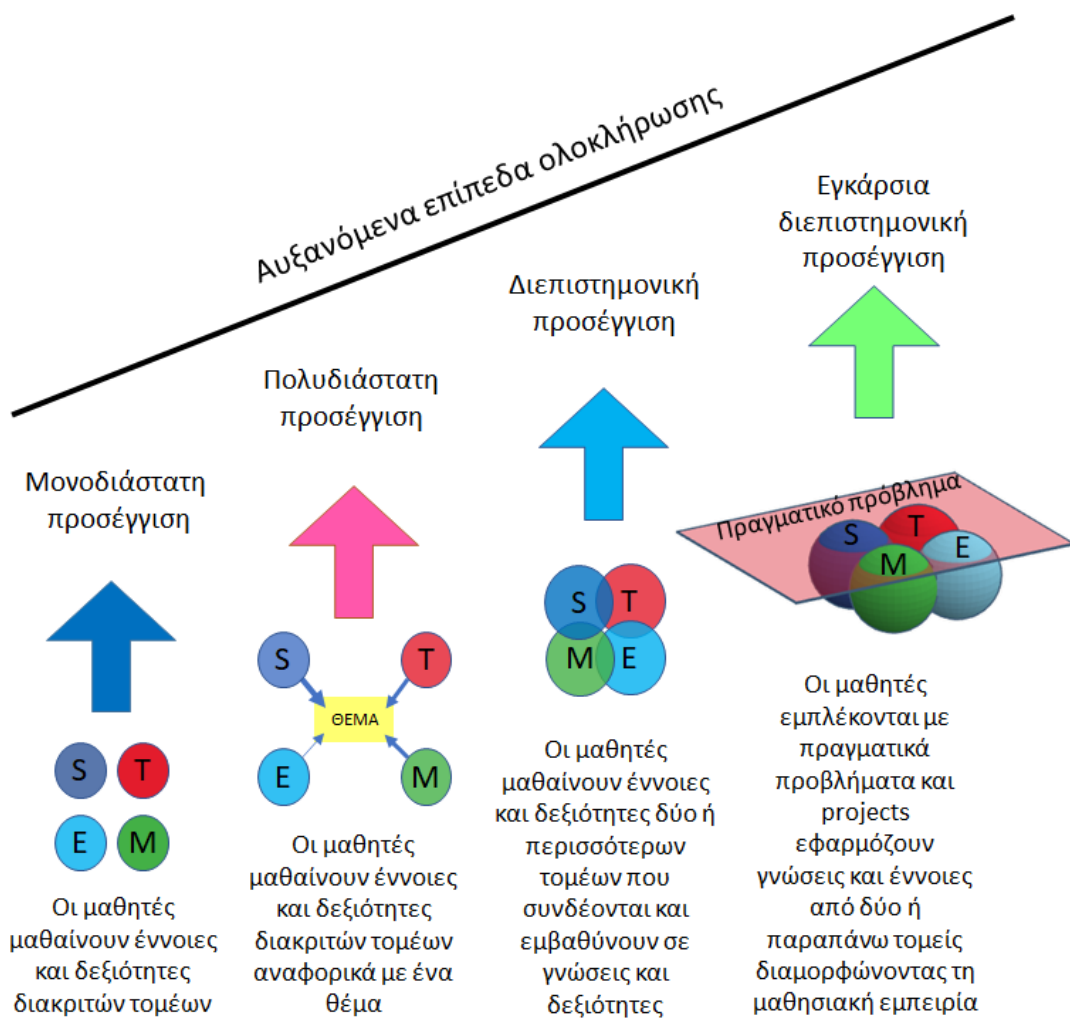 Αυξανόμενα επίπεδα ολοκλήρωσης
Μονοδιάστατη
προσέγγιση
S T
E M
Οι μαθητές
μαθαίνουν έννοιες
και δεξιότητες
διακριτών τομέων
Πολυδιάστατη
προσέγγιση
S T
ΘΕΜΑ
E M
Οι μαθητές
μαθαίνουν έννοιες
και δεξιότητες
διακριτών τομέων
αναφορικά με ένα
θέμα
Διεπιστημονική
προσέγγιση
S T
M E
Οι μαθητές
μαθαίνουν έννοιες
και δεξιότητες δύο ή
περισσότερων
τομέων που
συνδέονται και
εμβαθύνουν σε
γνώσεις και
δεξιότητες
Εγκάρσια
διεπιστημονική
προσέγγιση
Πραγματικό πρόβλημα
S T
M E
Οι μαθητές
εμπλέκονται με
πραγματικά
προβλήματα και
projects
εφαρμόζουν
γνώσεις και έννοιες
από δύο ή
παραπάνω τομείς
διαμορφώνοντας τη
μαθησιακή εμπειρία